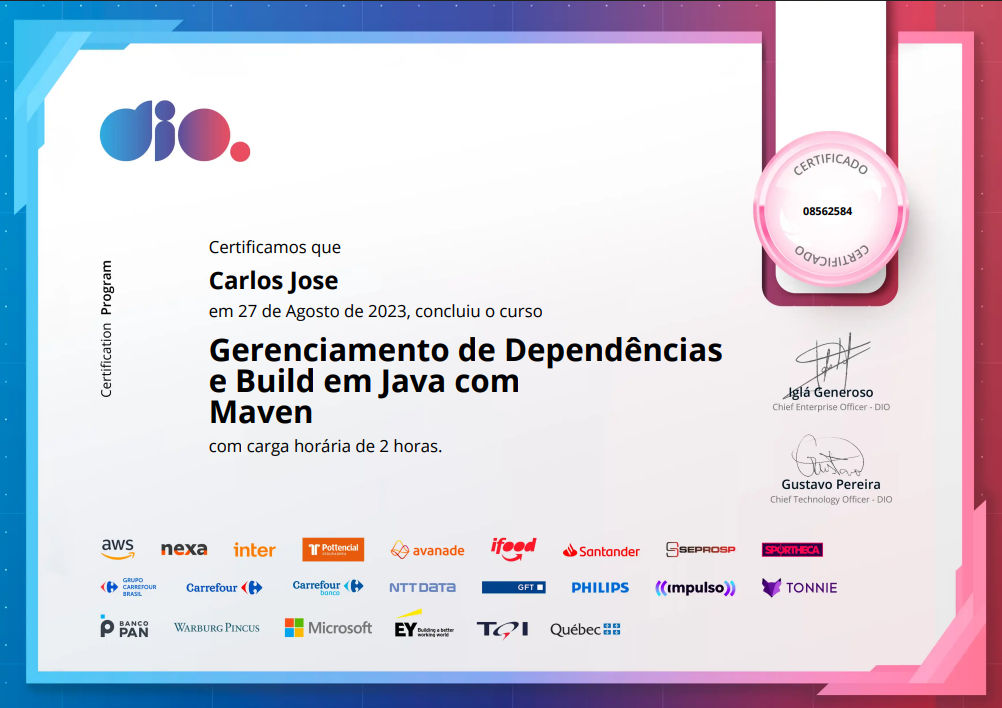 dio.
CERTIFICADO
08562584
CERTIFICADO
Certification Program
Certificamos que
Carlos Jose
em 27 de Agosto de 2023, concluiu o curso
Gerenciamento de Dependências
e Build em Java com
Maven
com carga horária de 2 horas.
Iglá Generoso
Chief Enterprise Officer - DIO
Gustavo Pereira
Chief Technology Officer - DIO
aws nexa inter Pottencial avanade ifood Santander SEPROSP SPORTHECA
GRUPO CARREFOUR BRASIL Carrefour Carrefour banco NTT DATA GFT PHILIPS ((impulso)) TONNIE
BANCO PAN WARBURG PINCUS Microsoft EY Building a better working world TQI Québec